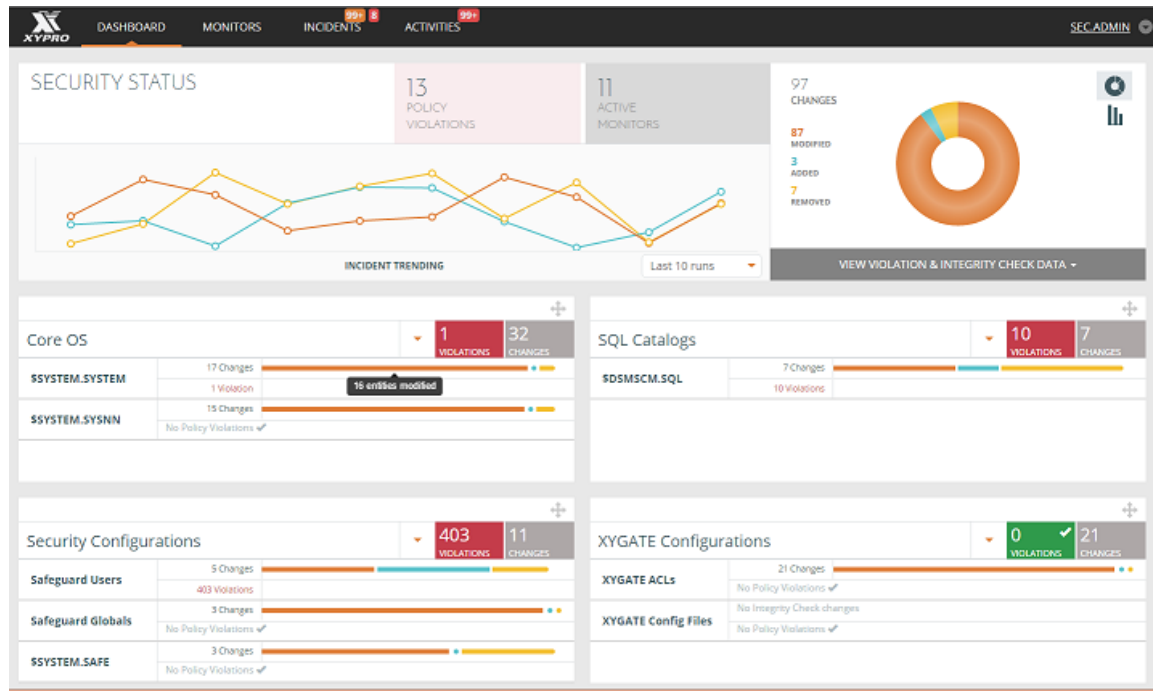 XYPRO
DASHBOARD
MONITORS
INCIDENTS
99+
8
ACTIVITIES
99+
SEC.ADMIN
SECURITY STATUS
13
POLICY
VIOLATIONS
11
ACTIVE
MONITORS
97
CHANGES
87
MODIFIED
3
ADDED
7
REMOVED
INCIDENT TRENDING
Last 10 runs
VIEW VIOLATION & INTEGRITY CHECK DATA
Core OS
1
VIOLATIONS
32
CHANGES
$SYSTEM.SYSTEM
17 Changes
1 Violation
16 entities modified
$SYSTEM.SYSNN
15 Changes
No Policy Violations
SQL Catalogs
10
VIOLATIONS
7
CHANGES
$DSMSCM.SQL
7 Changes
10 Violations
Security Configurations
403
VIOLATIONS
11
CHANGES
Safeguard Users
5 Changes
403 Violations
Safeguard Globals
3 Changes
No Policy Violations
$SYSTEM.SAFE
3 Changes
No Policy Violations
XYGATE Configurations
0
VIOLATIONS
21
CHANGES
XYGATE ACLs
21 Changes
No Policy Violations
XYGATE Config Files
No Integrity Check changes
No Policy Violations